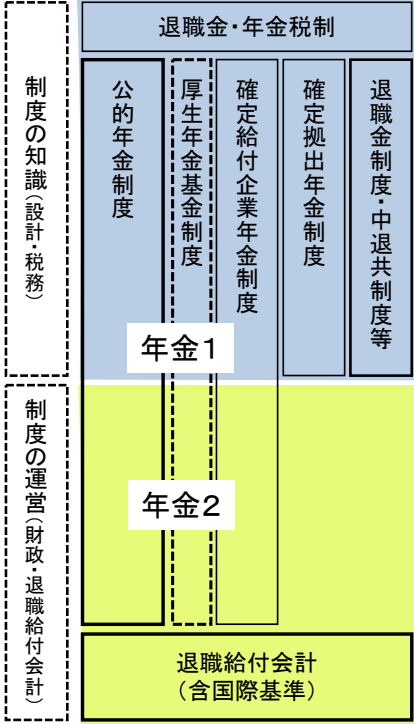 退職金・年金税制
制度の知識（設計・税務）
公的年金制度
厚生年金基金制度
確定給付企業年金制度
確定拠出年金制度
退職金制度・中退共制度等
年金1
制度の運営（財政・退職給付会計）
年金2
退職給付会計
（含国際基準）